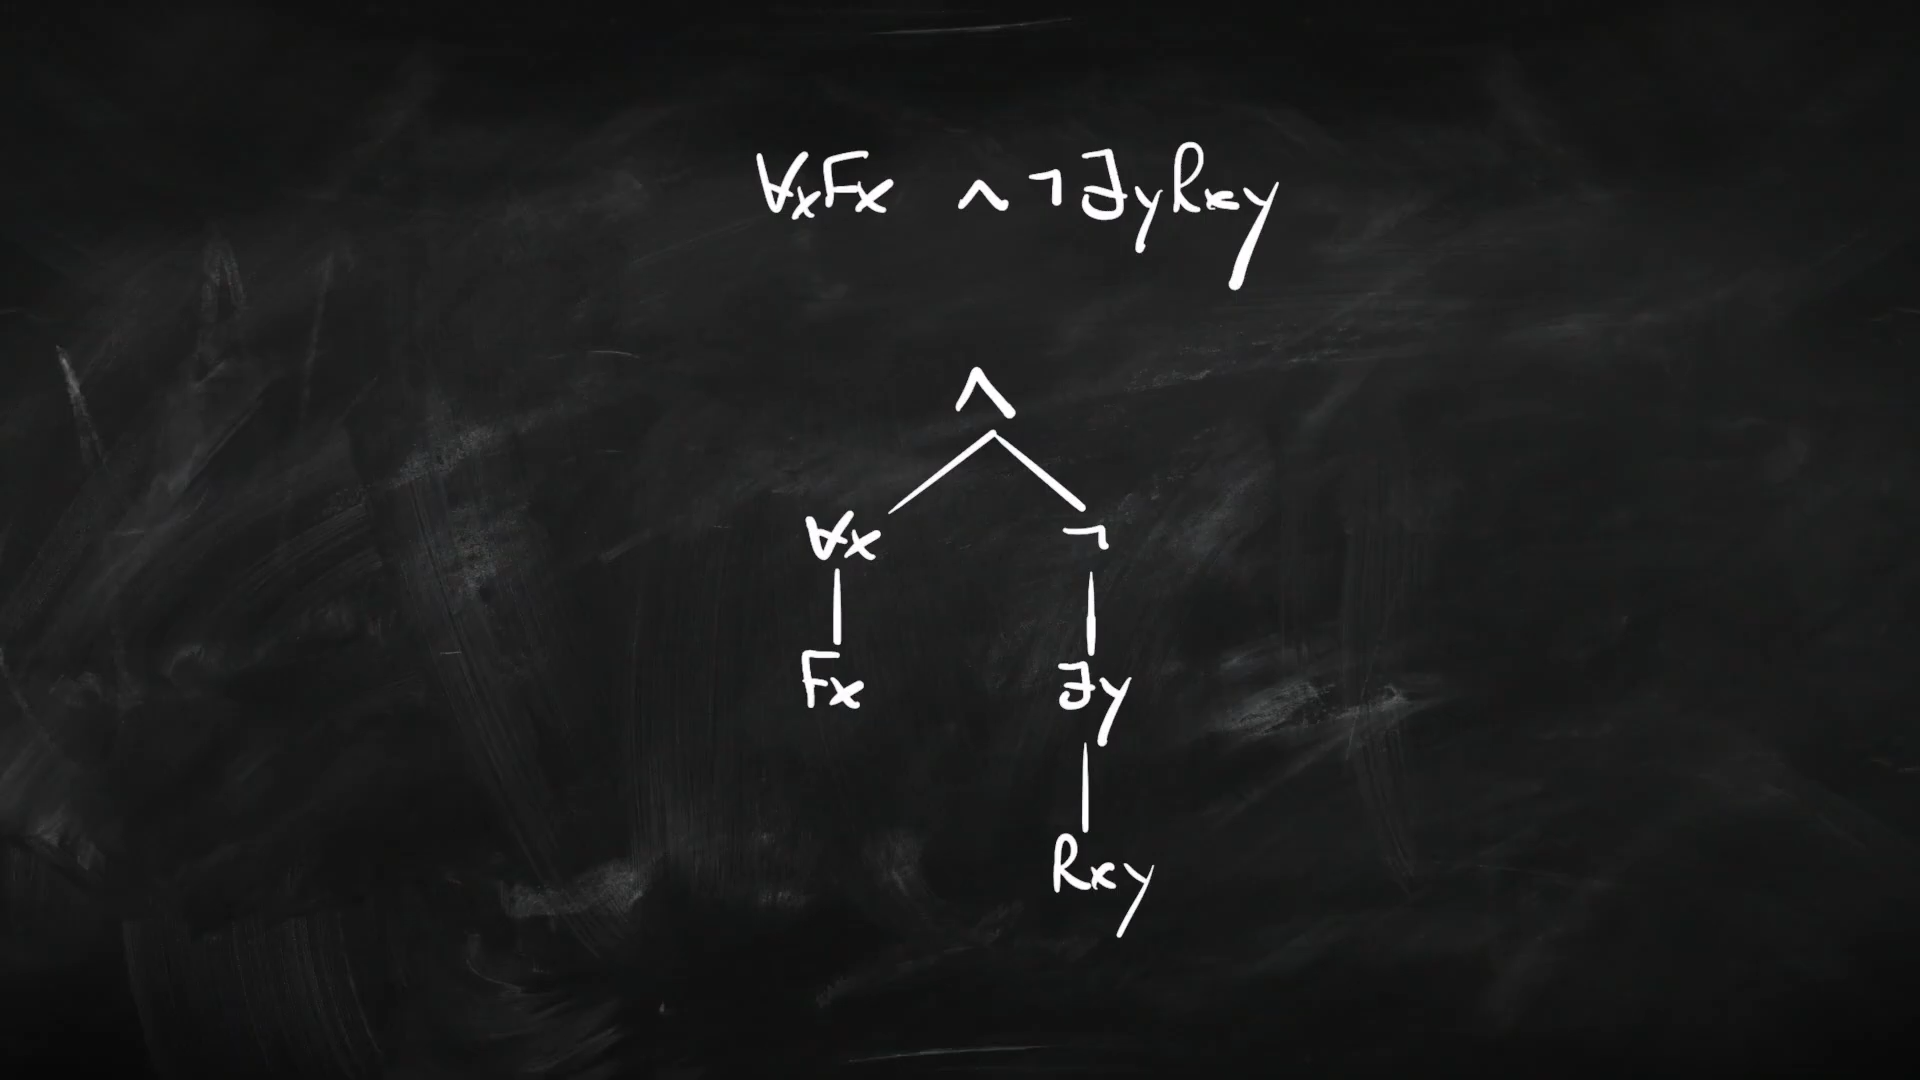 ∀xFx ∧ ¬∃yRxy
∧
∀x ¬
Fx ∃y
Rxy